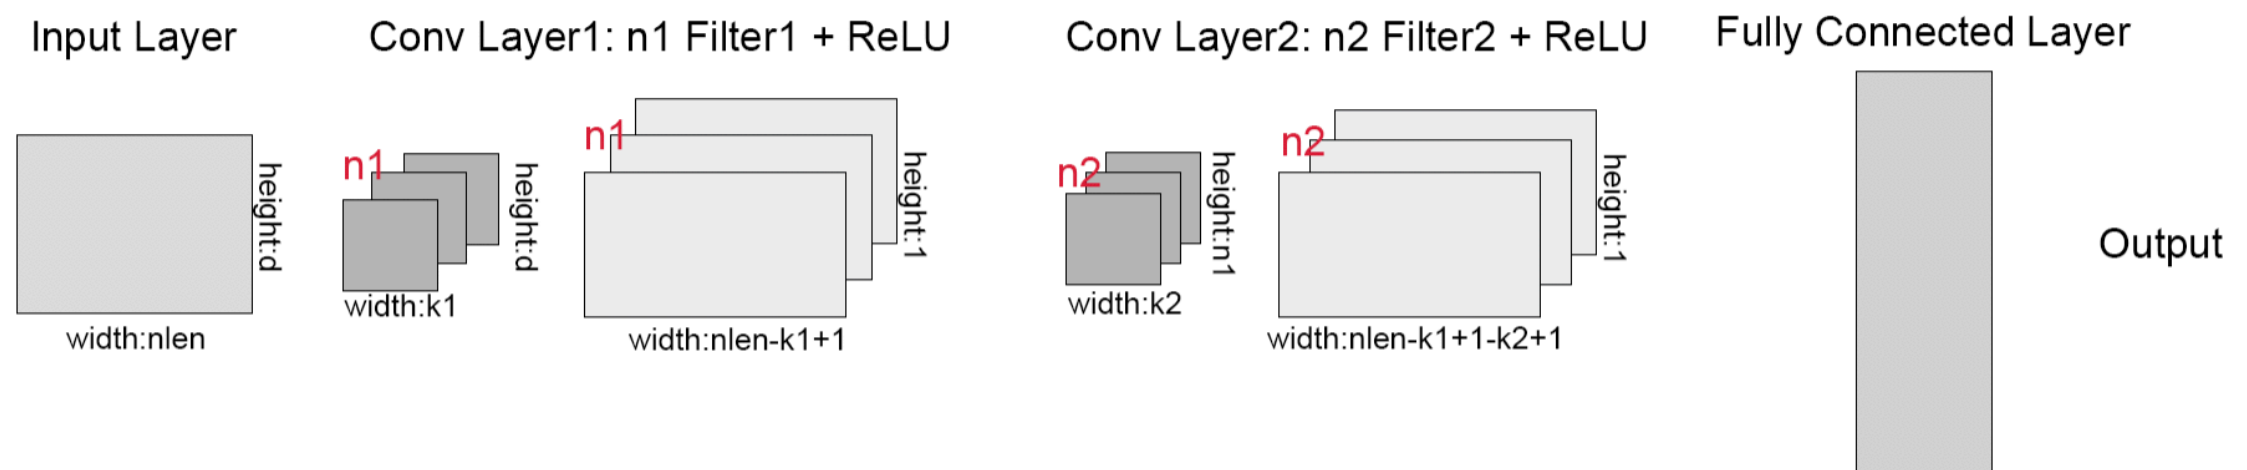 Input Layer
Conv Layer1: n1 Filter1 + ReLU
Conv Layer2: n2 Filter2 + ReLU
Fully Connected Layer
height:d
width:nlen
n1
height:d
width:k1
n1
height:1
width:nlen-k1+1
n2
height:n1
width:k2
n2
height:1
width:nlen-k1+1-k2+1
Output